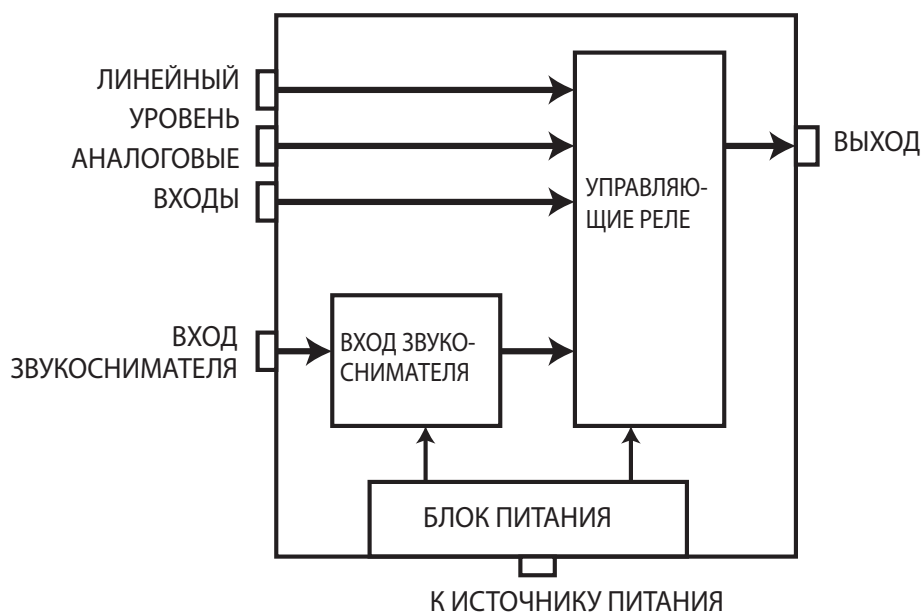 ЛИНЕЙНЫЙ
УРОВЕНЬ
АНАЛОГОВЫЕ
ВХОДЫ
ВЫХОД
УПРАВЛЯЮ-
ЩИЕ РЕЛЕ
ВХОД
ЗВУКОСНИМАТЕЛЯ
ВХОД ЗВУКО-
СНИМАТЕЛЯ
БЛОК ПИТАНИЯ
К ИСТОЧНИКУ ПИТАНИЯ